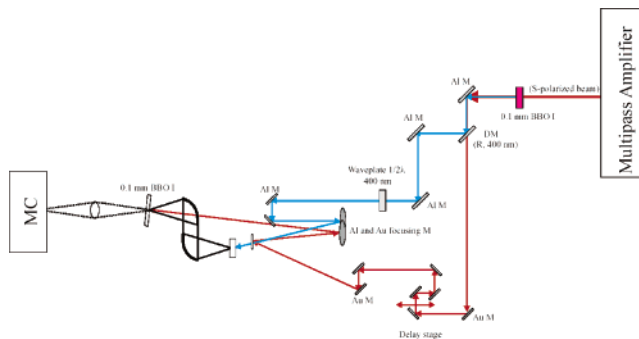 Multipass Amplifier
Al M
(S-polarized beam)
0.1 mm BBO I
Al M
DM
(R, 400 nm)
Waveplate 1/2λ,
400 nm
Al M
0.1 mm BBO I
Al M
MC
Al and Au focusing M
Au M
Au M
Delay stage